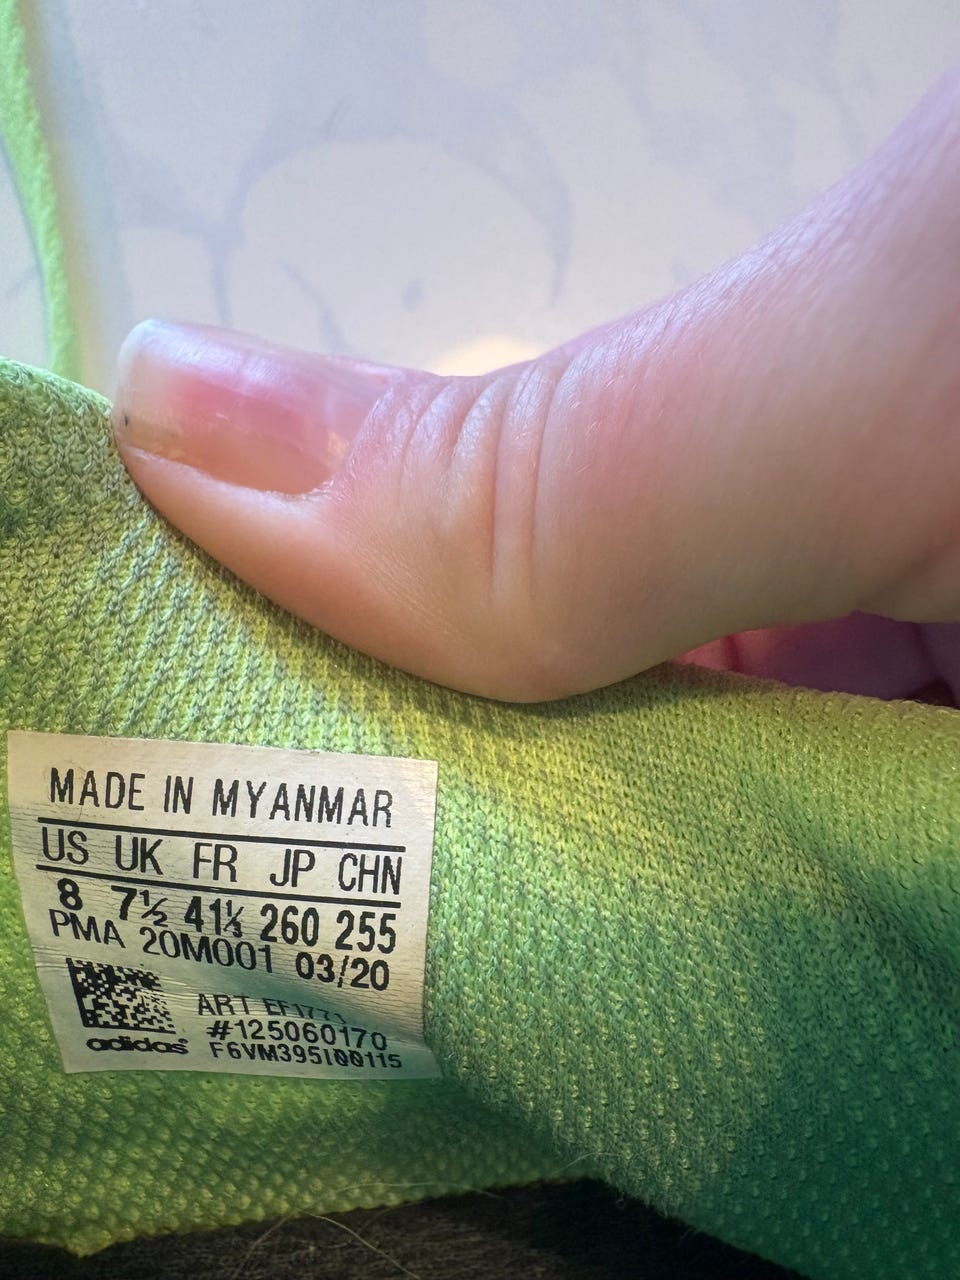 MADE IN MYANMAR
US UK FR JP CHN
8 7½ 41⅓ 260 255
PMA 20M001 03/20
ART
#125060170
adidas F6VM395I00115